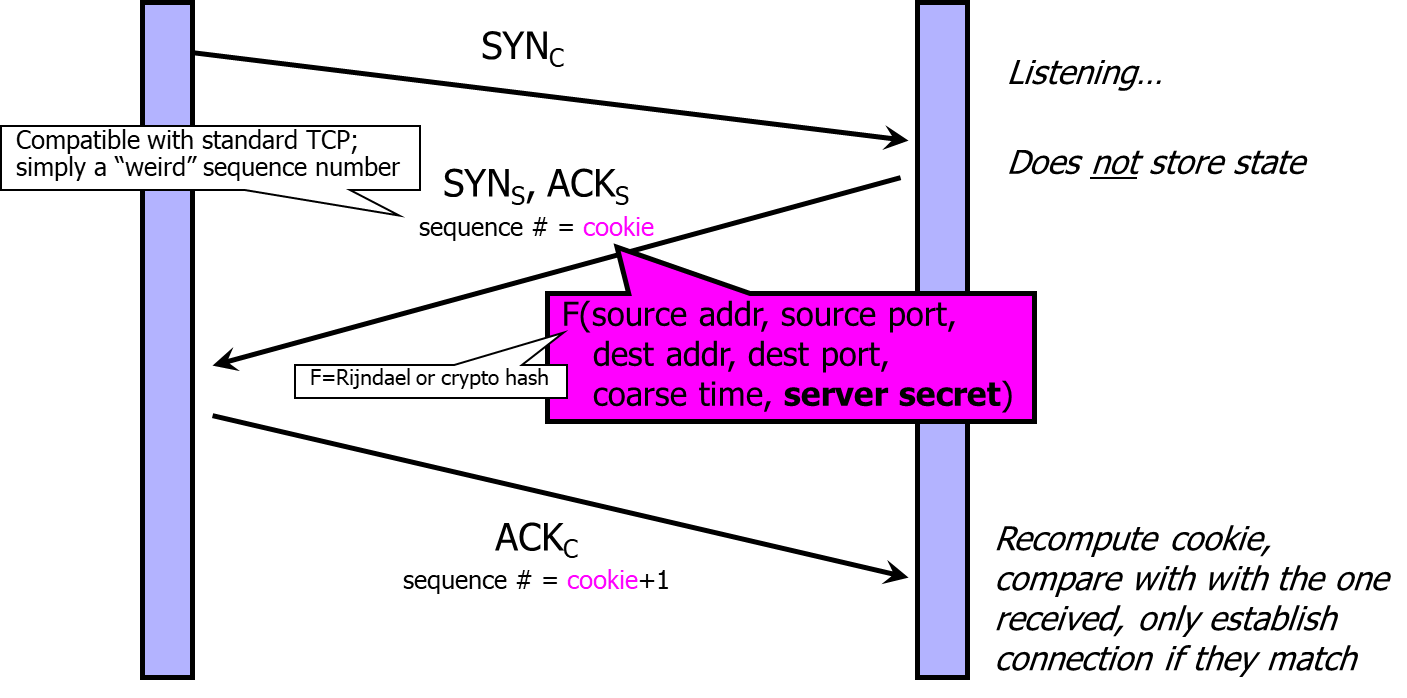 SYNC
Listening...
Compatible with standard TCP;
simply a “weird” sequence number
Does not store state
SYNS, ACKS
sequence # = cookie
F(source addr, source port,
dest addr, dest port,
coarse time, server secret)
F=Rijndael or crypto hash
ACKC
sequence # = cookie+1
Recompute cookie,
compare with with the one
received, only establish
connection if they match